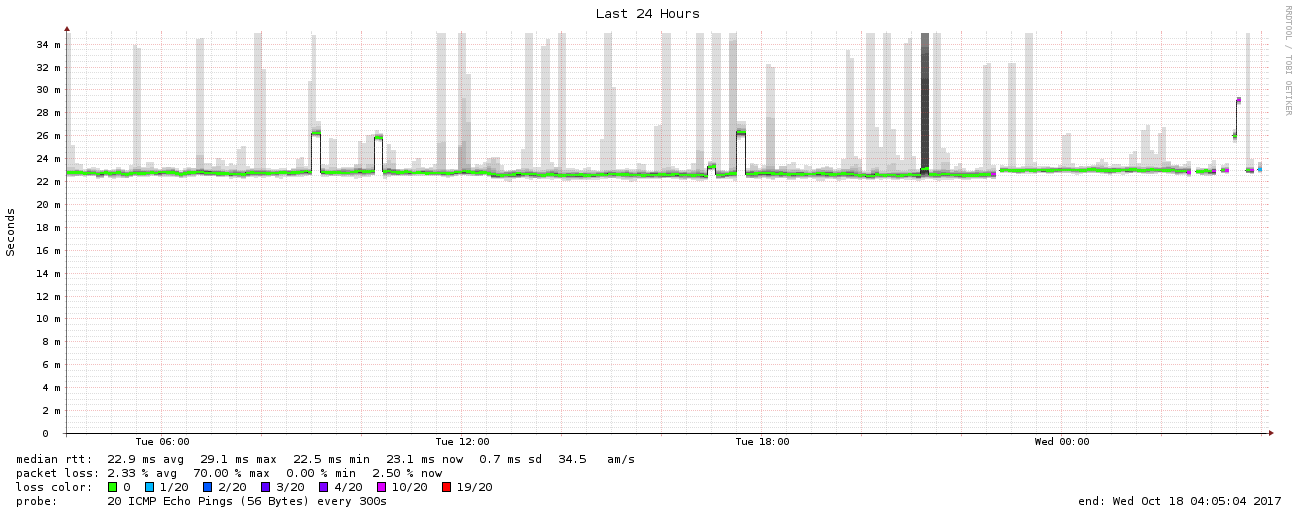 Last 24 Hours
RRDTOOL / TOBI OETIKER
34 m
32 m
30 m
28 m
26 m
24 m
22 m
20 m
18 m
16 m
14 m
12 m
10 m
8 m
6 m
4 m
2 m
0
Seconds
Tue 06:00 Tue 12:00 Tue 18:00 Wed 00:00
median rtt: 22.9 ms avg 29.1 ms max 22.5 ms min 23.1 ms now 0.7 ms sd 34.5 am/s
packet loss: 2.33 % avg 70.00 % max 0.00 % min 2.50 % now
loss color: 0 1/20 2/20 3/20 4/20 10/20 19/20
probe: 20 ICMP Echo Pings (56 Bytes) every 300s end: Wed Oct 18 04:05:04 2017